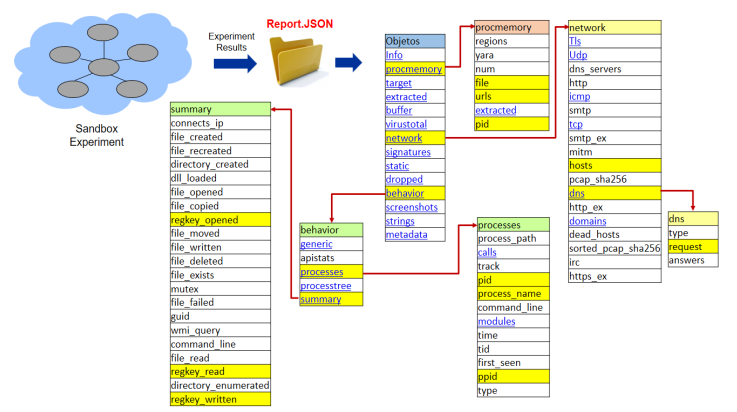 Sandbox
Experiment
Experiment
Results
Report.JSON
Objetos
Info
procmemory
target
extracted
buffer
virustotal
network
signatures
static
dropped
behavior
screenshots
strings
metadata
procmemory
regions
yara
num
file
urls
extracted
pid
network
Tls
Udp
dns_servers
http
icmp
smtp
tcp
smtp_ex
mitm
hosts
pcap_sha256
dns
http_ex
domains
dead_hosts
sorted_pcap_sha256
irc
https_ex
dns
type
request
answers
summary
connects_ip
file_created
file_recreated
directory_created
dll_loaded
file_opened
file_copied
regkey_opened
file_moved
file_written
file_deleted
file_exists
mutex
file_failed
guid
wmi_query
command_line
file_read
regkey_read
directory_enumerated
regkey_written
behavior
generic
apistats
processes
processtree
summary
processes
process_path
calls
track
pid
process_name
command_line
modules
time
tid
first_seen
ppid
type